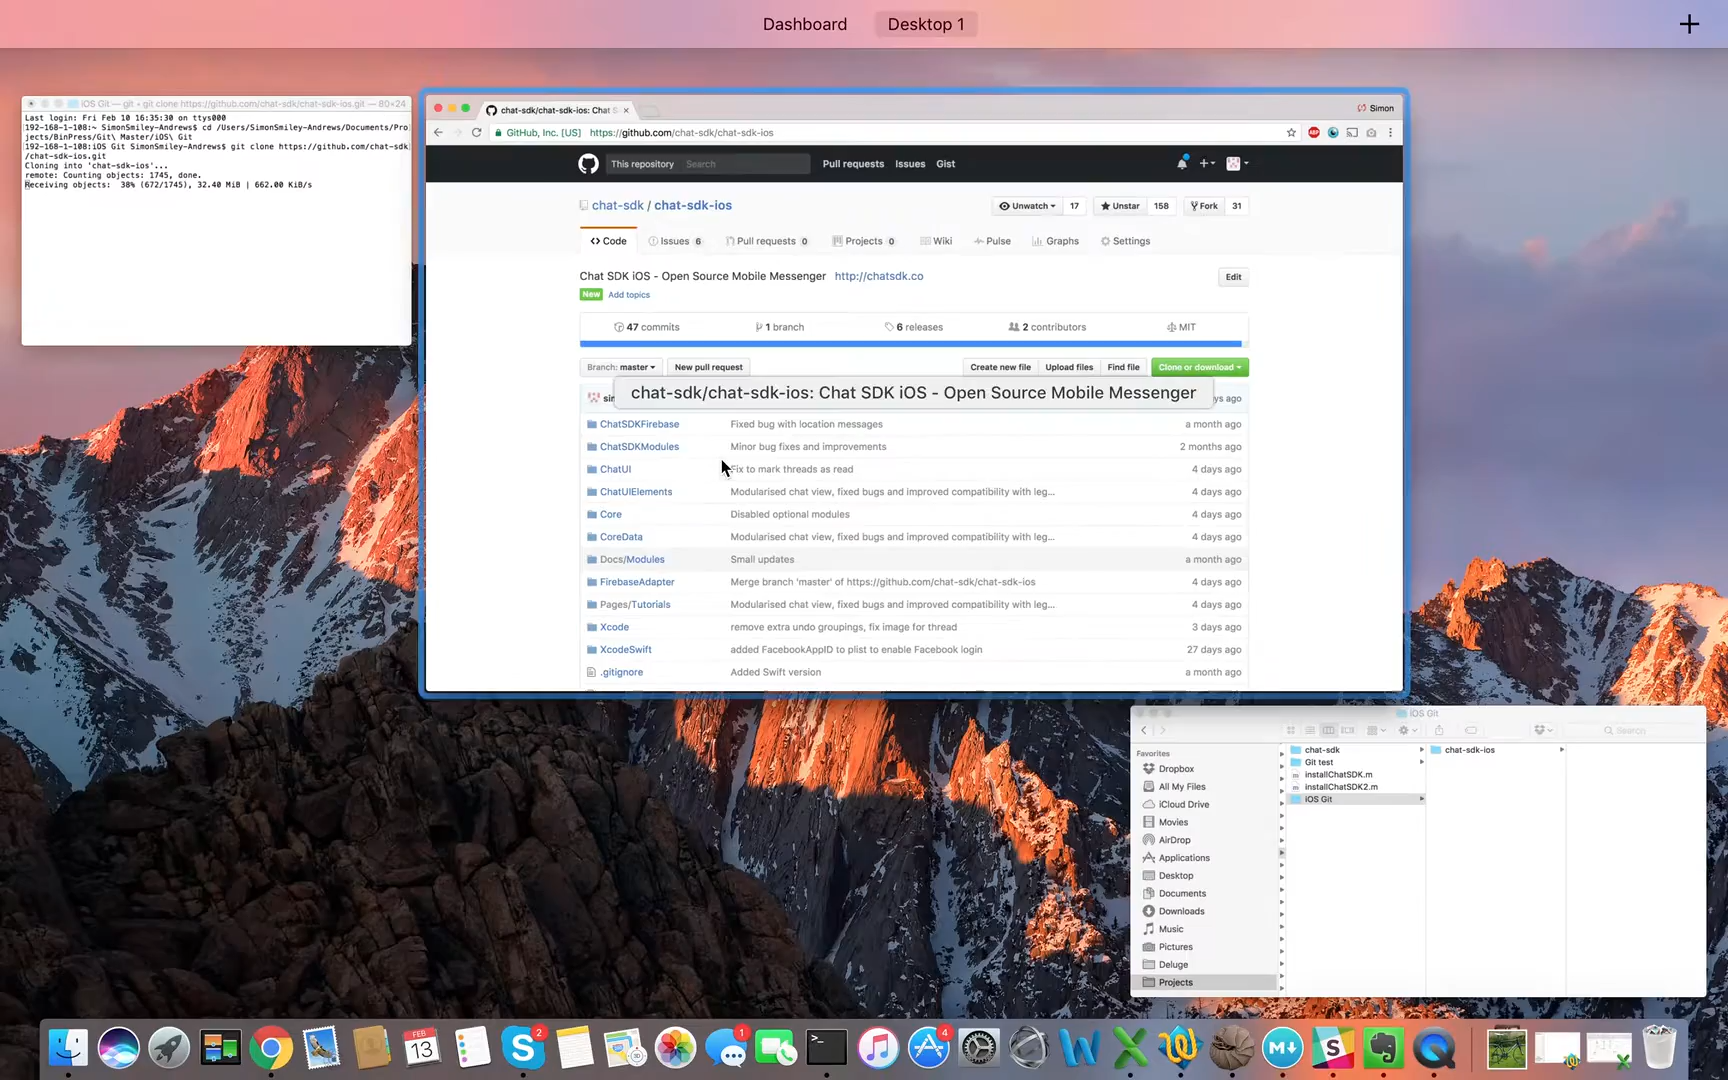 Dashboard
Desktop 1
iOS Git — git • git clone https://github.com/chat-sdk/chat-sdk-ios.git — 80×24
Last login: Fri Feb 10 16:35:30 on ttys000
192-168-1-108:~ SimonSmiley-Andrews$ cd /Users/SimonSmiley-Andrews/Documents/Pro
jects/BinPress/Git\ Master/iOS\ Git
192-168-1-108:iOS Git SimonSmiley-Andrews$ git clone https://github.com/chat-sdk
/chat-sdk-ios.git
Cloning into 'chat-sdk-ios'...
remote: Counting objects: 1745, done.
Receiving objects:  38% (672/1745), 32.40 MiB | 662.00 KiB/s
chat-sdk/chat-sdk-ios: Chat S
Simon
GitHub, Inc. [US]
https://github.com/chat-sdk/chat-sdk-ios
ABP
This repository
Search
Pull requests
Issues
Gist
chat-sdk / chat-sdk-ios
Unwatch
17
Unstar
158
Fork
31
<> Code
Issues 6
Pull requests 0
Projects 0
Wiki
Pulse
Graphs
Settings
Chat SDK iOS - Open Source Mobile Messenger http://chatsdk.co
Edit
New
Add topics
47 commits
1 branch
6 releases
2 contributors
MIT
Branch: master
New pull request
Create new file
Upload files
Find file
Clone or download
chat-sdk/chat-sdk-ios: Chat SDK iOS - Open Source Mobile Messenger
ys ago
ChatSDKFirebase
Fixed bug with location messages
a month ago
ChatSDKModules
Minor bug fixes and improvements
2 months ago
ChatUI
Fix to mark threads as read
4 days ago
ChatUIElements
Modularised chat view, fixed bugs and improved compatibility with leg...
4 days ago
Core
Disabled optional modules
4 days ago
CoreData
Modularised chat view, fixed bugs and improved compatibility with leg...
4 days ago
Docs/Modules
Small updates
a month ago
FirebaseAdapter
Merge branch 'master' of https://github.com/chat-sdk/chat-sdk-ios
4 days ago
Pages/Tutorials
Modularised chat view, fixed bugs and improved compatibility with leg...
4 days ago
Xcode
remove extra undo groupings, fix image for thread
3 days ago
XcodeSwift
added FacebookAppID to plist to enable Facebook login
27 days ago
.gitignore
Added Swift version
a month ago
iOS Git
Search
Favorites
Dropbox
All My Files
iCloud Drive
Movies
AirDrop
Applications
Desktop
Documents
Downloads
Music
Pictures
Deluge
Projects
chat-sdk
Git test
installChatSDK.m
installChatSDK2.m
iOS Git
chat-sdk-ios
FEB
13
2
1
4